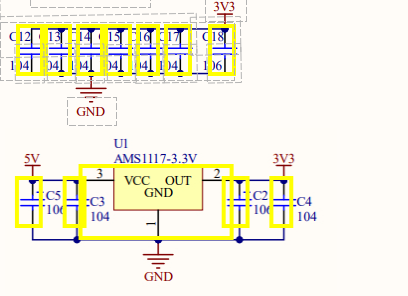 3V3
C12 C13 C14 C15 C16 C17 C18
104 104 104 104 104 104 106
GND
U1
5V AMS1117-3.3V 3V3
3 VCC OUT 2
GND
C5 C3 C2 C4
106 104 106 104
1
GND